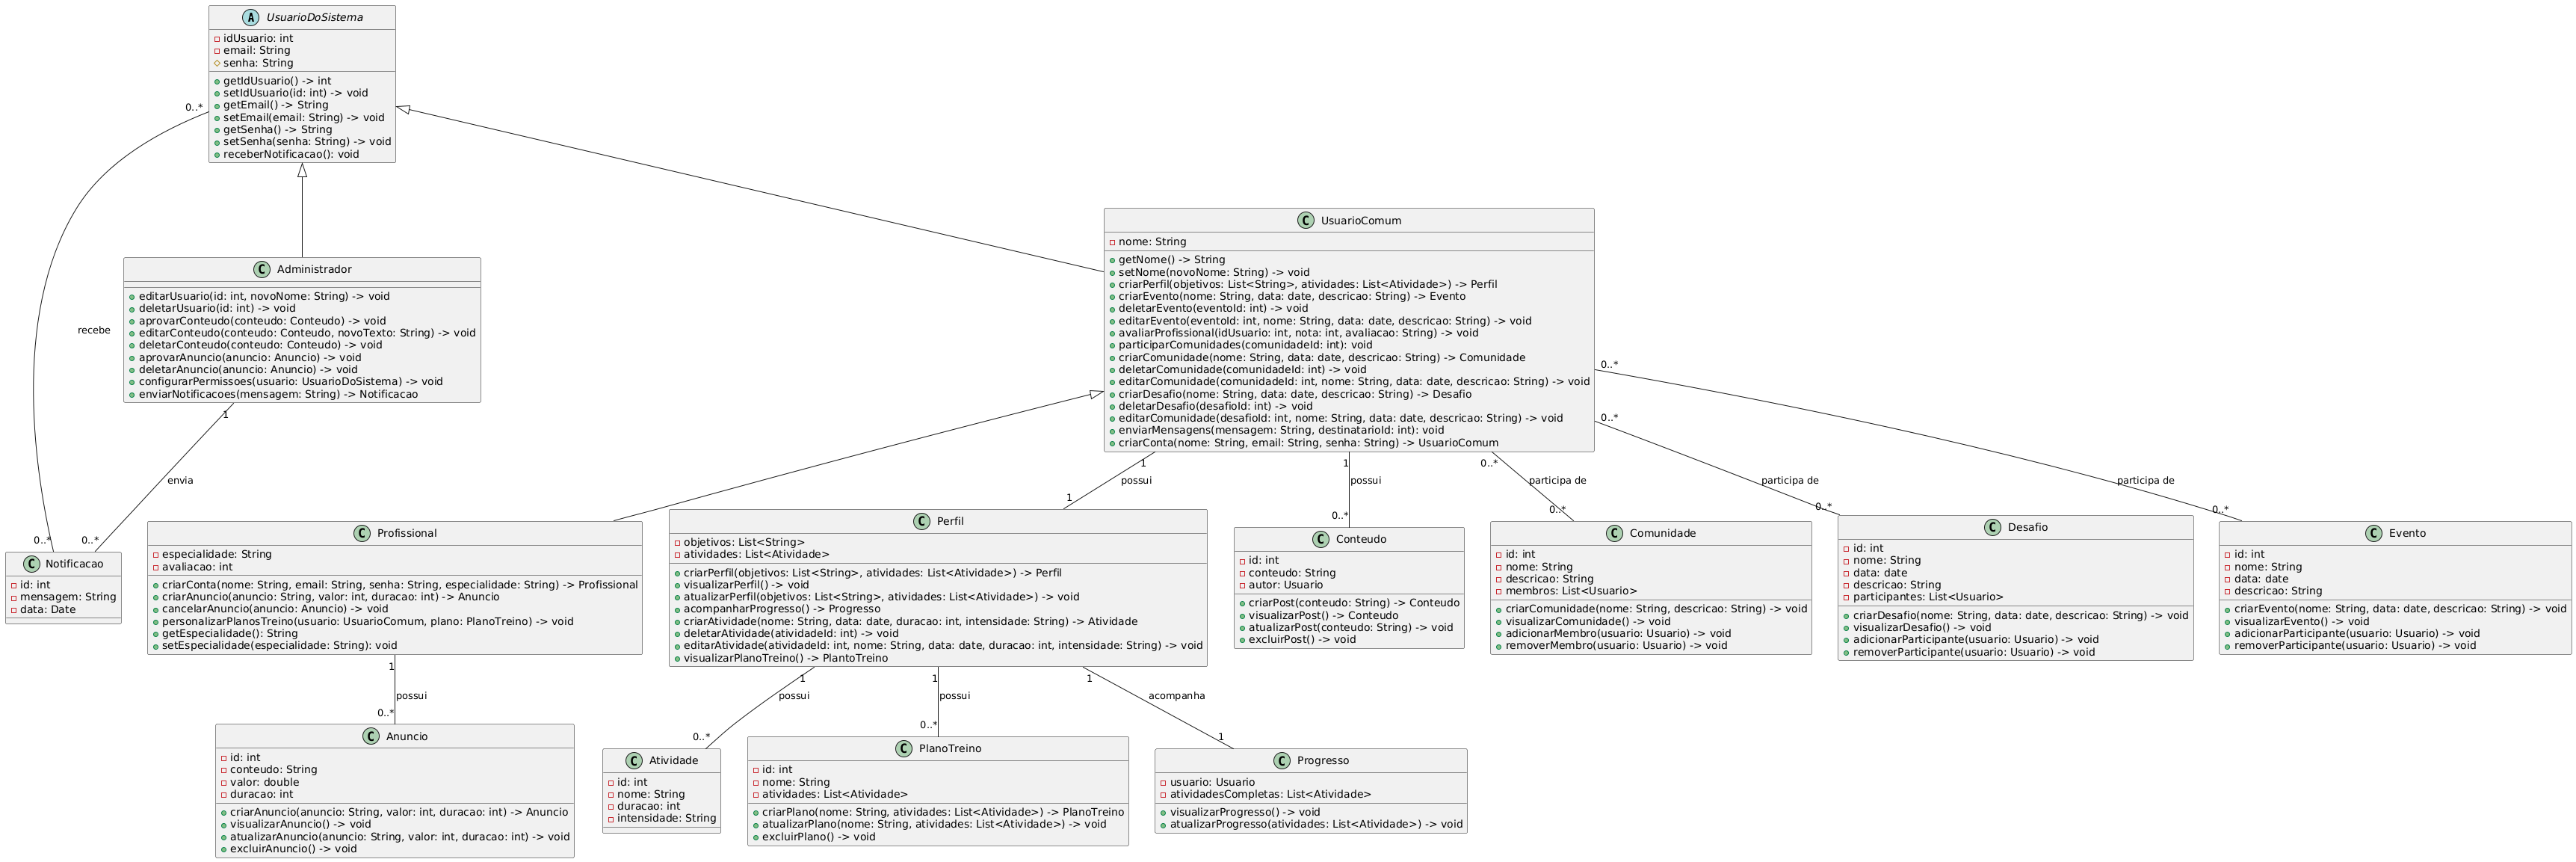 UsuarioDoSistema
idUsuario: int
email: String
senha: String
getIdUsuario() -> int
setIdUsuario(id: int) -> void
getEmail() -> String
setEmail(email: String) -> void
getSenha() -> String
setSenha(senha: String) -> void
receberNotificacao(): void
0..*
recebe
0..*
Administrador
editarUsuario(id: int, novoNome: String) -> void
deletarUsuario(id: int) -> void
aprovarConteudo(conteudo: Conteudo) -> void
editarConteudo(conteudo: Conteudo, novoTexto: String) -> void
deletarConteudo(conteudo: Conteudo) -> void
aprovarAnuncio(anuncio: Anuncio) -> void
deletarAnuncio(anuncio: Anuncio) -> void
configurarPermissoes(usuario: UsuarioDoSistema) -> void
enviarNotificacoes(mensagem: String) -> Notificacao
1
envia
0..*
UsuarioComum
nome: String
getNome() -> String
setNome(novoNome: String) -> void
criarPerfil(objetivos: List<String>, atividades: List<Atividade>) -> Perfil
criarEvento(nome: String, data: date, descricao: String) -> Evento
deletarEvento(eventoId: int) -> void
editarEvento(eventoId: int, nome: String, data: date, descricao: String) -> void
avaliarProfissional(idUsuario: int, nota: int, avaliacao: String) -> void
participarComunidades(comunidadeId: int): void
criarComunidade(nome: String, data: date, descricao: String) -> Comunidade
deletarComunidade(comunidadeId: int) -> void
editarComunidade(comunidadeId: int, nome: String, data: date, descricao: String) -> void
criarDesafio(nome: String, data: date, descricao: String) -> Desafio
deletarDesafio(desafioId: int) -> void
editarComunidade(desafioId: int, nome: String, data: date, descricao: String) -> void
enviarMensagens(mensagem: String, destinatarioId: int): void
criarConta(nome: String, email: String, senha: String) -> UsuarioComum
1
possui
1
1
possui
0..*
0..*
participa de
0..*
0..*
participa de
0..*
0..*
participa de
0..*
Notificacao
id: int
mensagem: String
data: Date
Profissional
especialidade: String
avaliacao: int
criarConta(nome: String, email: String, senha: String, especialidade: String) -> Profissional
criarAnuncio(anuncio: String, valor: int, duracao: int) -> Anuncio
cancelarAnuncio(anuncio: Anuncio) -> void
personalizarPlanosTreino(usuario: UsuarioComum, plano: PlanoTreino) -> void
getEspecialidade(): String
setEspecialidade(especialidade: String): void
1
possui
0..*
Perfil
objetivos: List<String>
atividades: List<Atividade>
criarPerfil(objetivos: List<String>, atividades: List<Atividade>) -> Perfil
visualizarPerfil() -> void
atualizarPerfil(objetivos: List<String>, atividades: List<Atividade>) -> void
acompanharProgresso() -> Progresso
criarAtividade(nome: String, data: date, duracao: int, intensidade: String) -> Atividade
deletarAtividade(atividadeId: int) -> void
editarAtividade(atividadeId: int, nome: String, data: date, duracao: int, intensidade: String) -> void
visualizarPlanoTreino() -> PlantoTreino
1
possui
0..*
1
possui
0..*
1
acompanha
1
Conteudo
id: int
conteudo: String
autor: Usuario
criarPost(conteudo: String) -> Conteudo
visualizarPost() -> Conteudo
atualizarPost(conteudo: String) -> void
excluirPost() -> void
Comunidade
id: int
nome: String
descricao: String
membros: List<Usuario>
criarComunidade(nome: String, descricao: String) -> void
visualizarComunidade() -> void
adicionarMembro(usuario: Usuario) -> void
removerMembro(usuario: Usuario) -> void
Desafio
id: int
nome: String
data: date
descricao: String
participantes: List<Usuario>
criarDesafio(nome: String, data: date, descricao: String) -> void
visualizarDesafio() -> void
adicionarParticipante(usuario: Usuario) -> void
removerParticipante(usuario: Usuario) -> void
Evento
id: int
nome: String
data: date
descricao: String
criarEvento(nome: String, data: date, descricao: String) -> void
visualizarEvento() -> void
adicionarParticipante(usuario: Usuario) -> void
removerParticipante(usuario: Usuario) -> void
Anuncio
id: int
conteudo: String
valor: double
duracao: int
criarAnuncio(anuncio: String, valor: int, duracao: int) -> Anuncio
visualizarAnuncio() -> void
atualizarAnuncio(anuncio: String, valor: int, duracao: int) -> void
excluirAnuncio() -> void
Atividade
id: int
nome: String
duracao: int
intensidade: String
PlanoTreino
id: int
nome: String
atividades: List<Atividade>
criarPlano(nome: String, atividades: List<Atividade>) -> PlanoTreino
atualizarPlano(nome: String, atividades: List<Atividade>) -> void
excluirPlano() -> void
Progresso
usuario: Usuario
atividadesCompletas: List<Atividade>
visualizarProgresso() -> void
atualizarProgresso(atividades: List<Atividade>) -> void